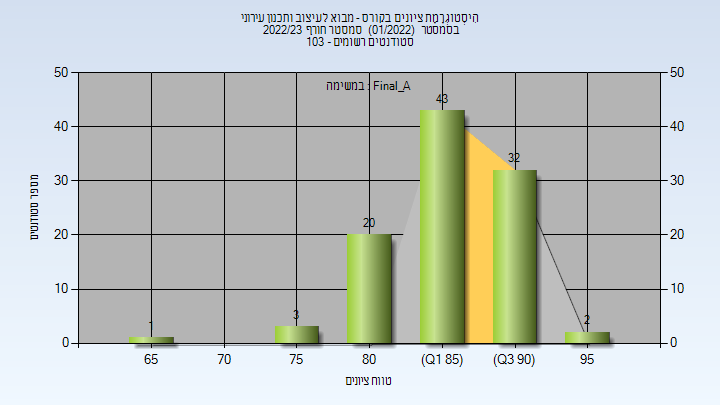 היסטוגרמת ציונים בקורס - מבוא לעיצוב ותכנון עירוני
בסמסטר (01/2022) סמסטר חורף 2022/23
סטודנטים רשומים - 103
במשימה : Final_A
50 50
40 40
30 30
20 20
10 10
0 0
1 3 20 43 32 2
מספר סטודנטים
65 70 75 80 (Q1 85) (Q3 90) 95
טווח ציונים